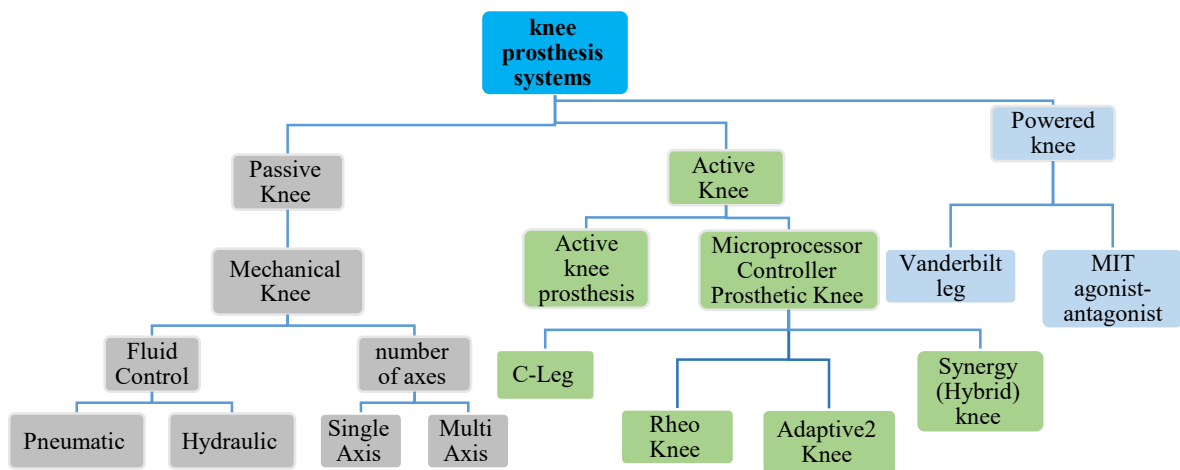 knee
prosthesis
systems
Passive
Knee
Active
Knee
Powered
knee
Mechanical
Knee
Active
knee
prosthesis
Microprocessor
Controller
Prosthetic Knee
Vanderbilt
leg
MIT
agonist-
antagonist
Fluid
Control
number
of axes
C-Leg
Rheo
Knee
Adaptive2
Knee
Synergy
(Hybrid)
knee
Pneumatic
Hydraulic
Single
Axis
Multi
Axis